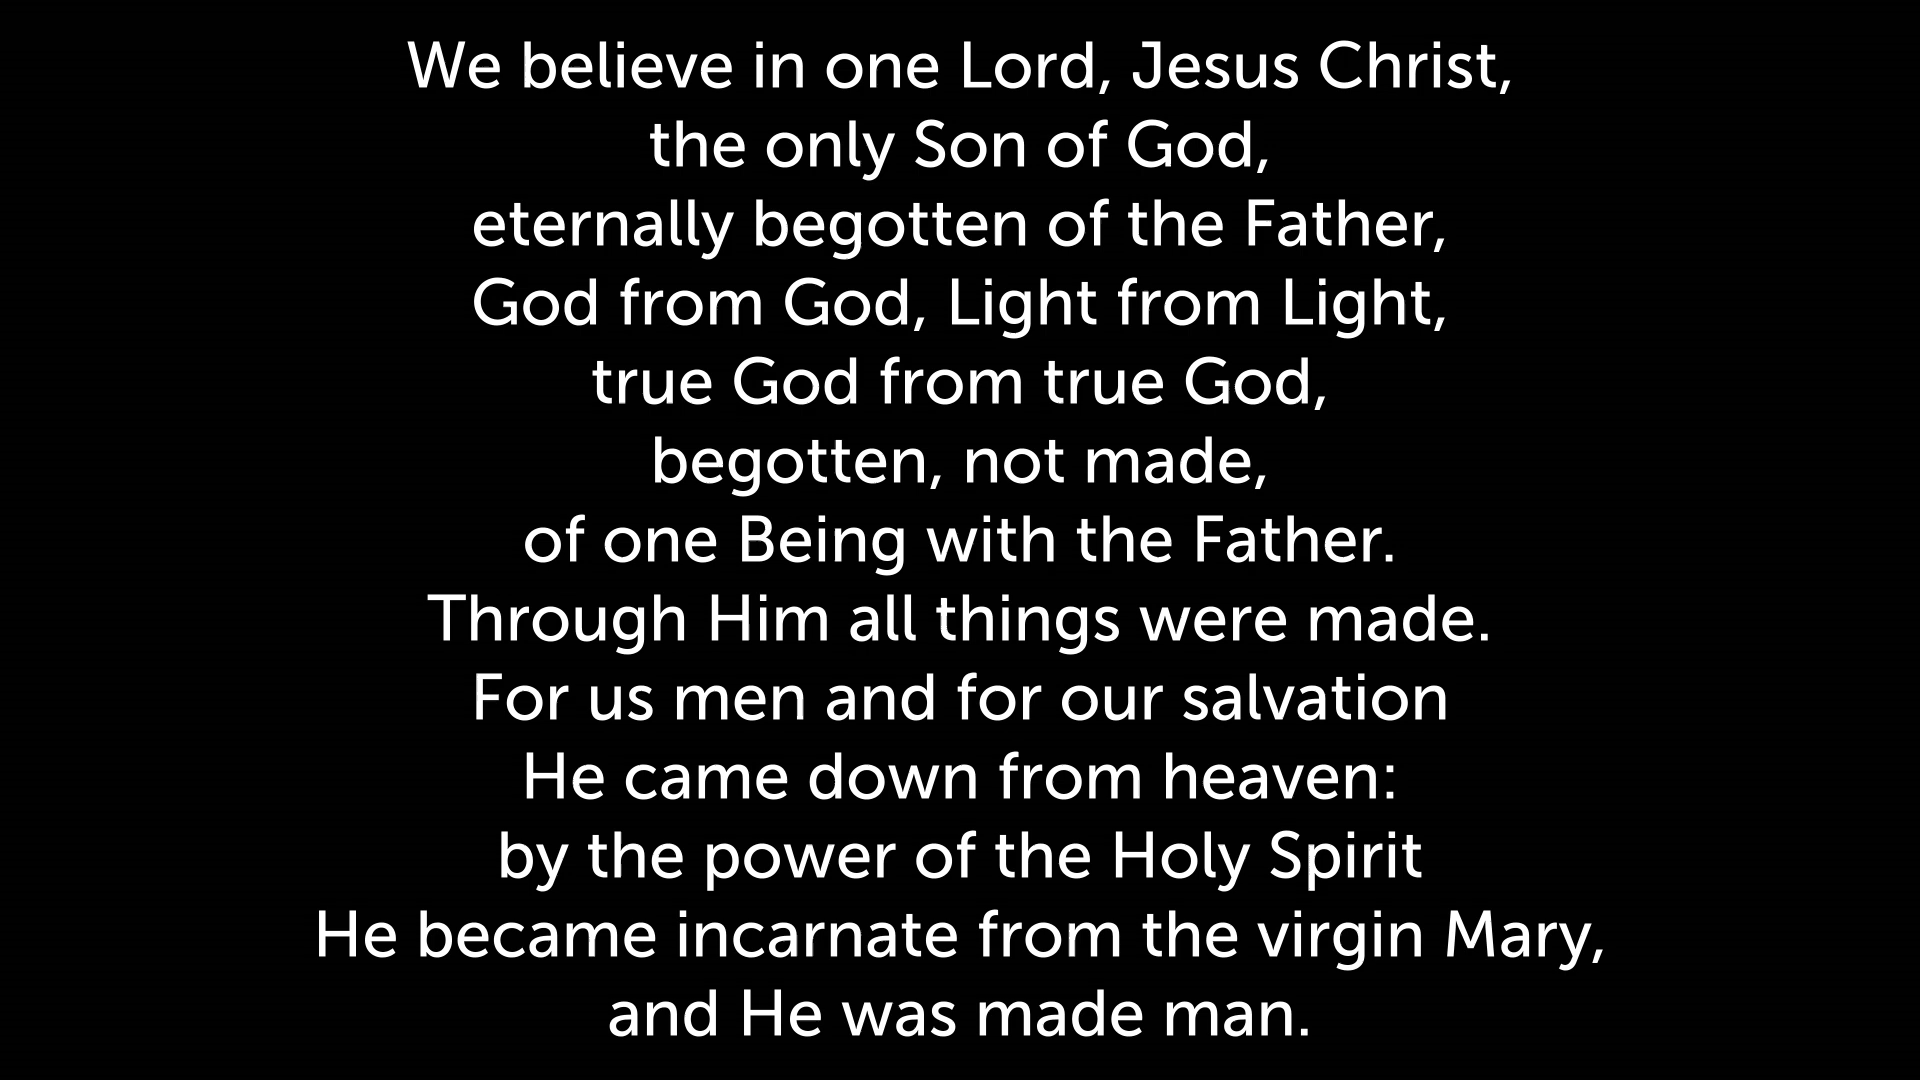 We believe in one Lord, Jesus Christ,
the only Son of God,
eternally begotten of the Father,
God from God, Light from Light,
true God from true God,
begotten, not made,
of one Being with the Father.
Through Him all things were made.
For us men and for our salvation
He came down from heaven:
by the power of the Holy Spirit
He became incarnate from the virgin Mary,
and He was made man.